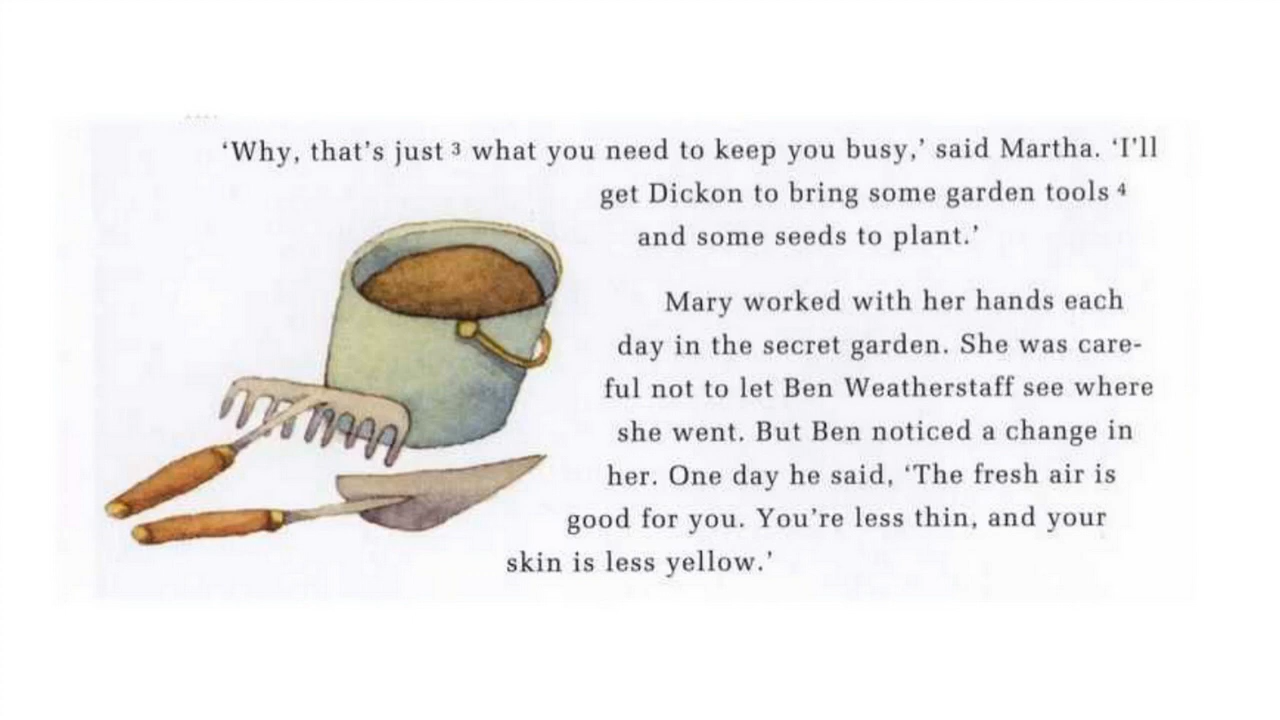 ‘Why, that’s just ³ what you need to keep you busy,’ said Martha. ‘I’ll
get Dickon to bring some garden tools ⁴
and some seeds to plant.’
Mary worked with her hands each
day in the secret garden. She was care-
ful not to let Ben Weatherstaff see where
she went. But Ben noticed a change in
her. One day he said, ‘The fresh air is
good for you. You’re less thin, and your
skin is less yellow.’